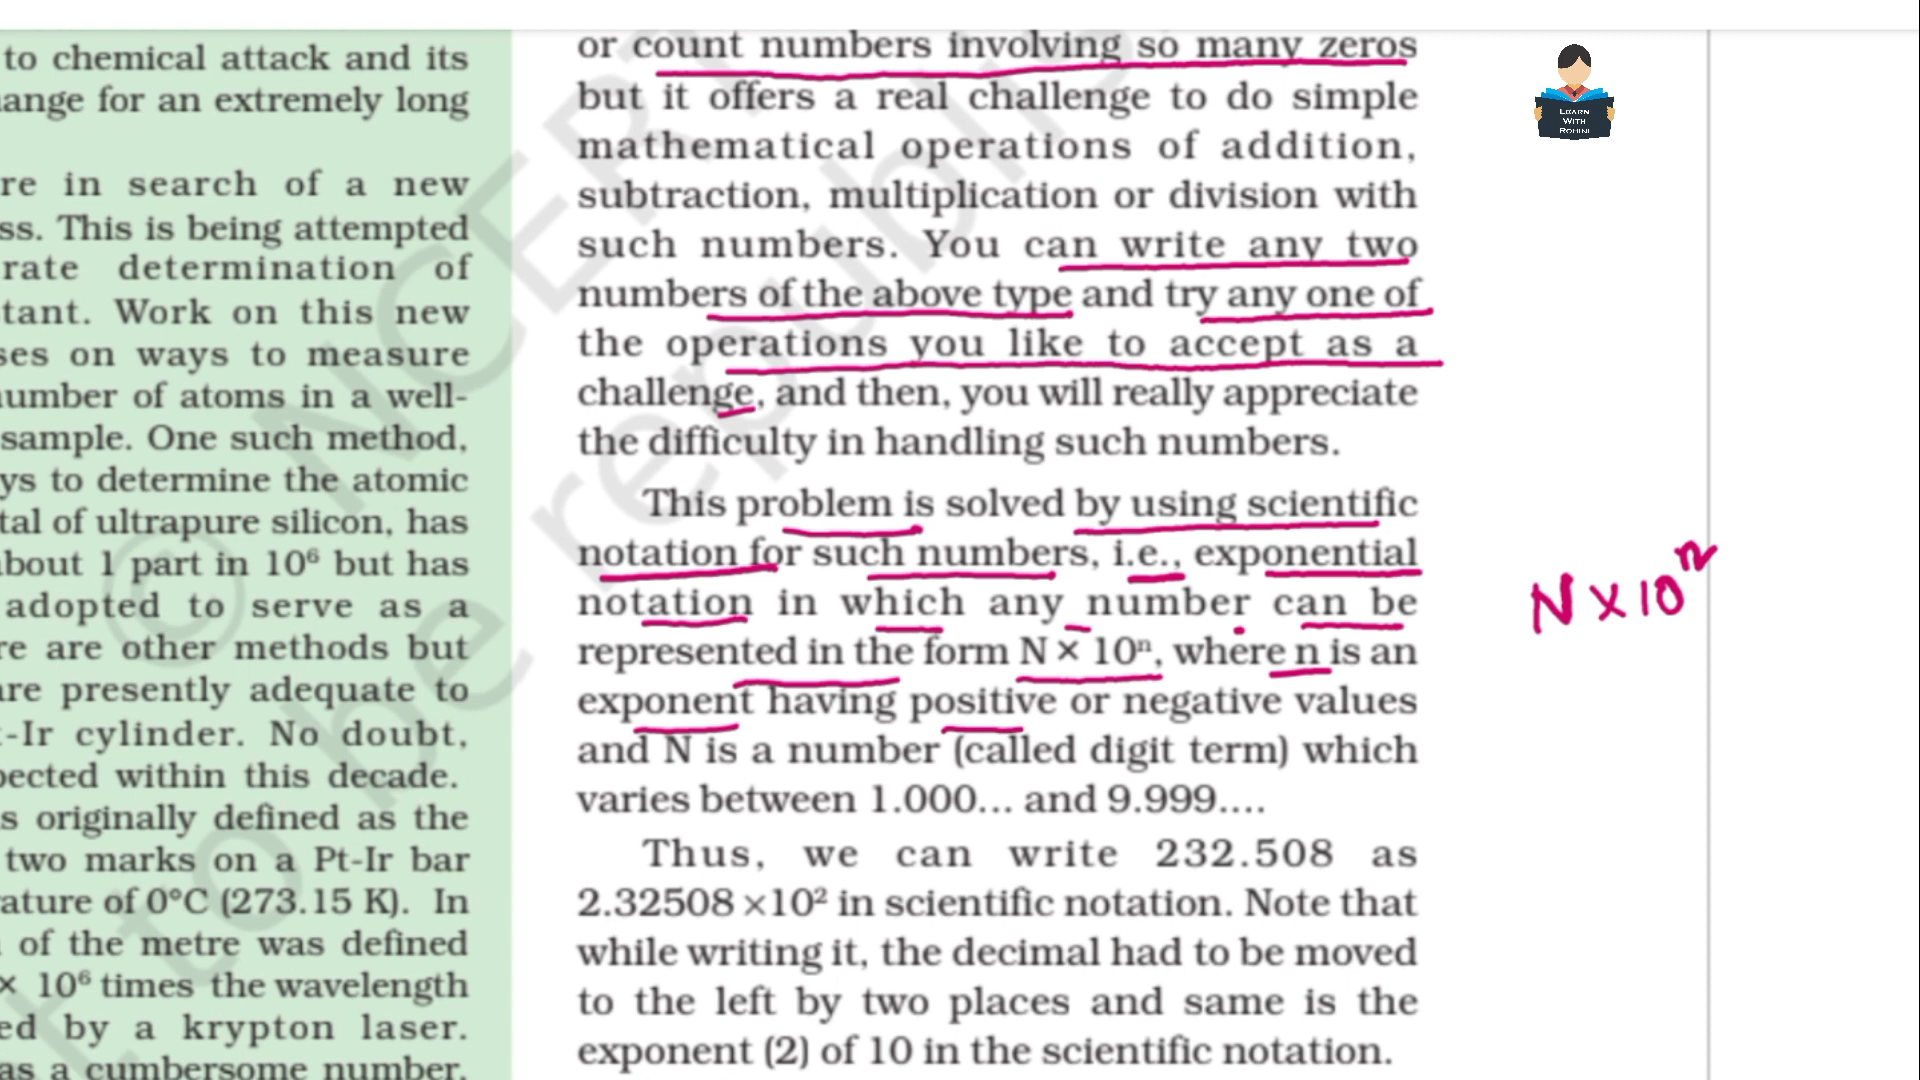 to chemical attack and its
ange for an extremely long
re in search of a new
ss. This is being attempted
rate determination of
tant. Work on this new
ses on ways to measure
umber of atoms in a well-
sample. One such method,
ys to determine the atomic
tal of ultrapure silicon, has
bout 1 part in 10⁶ but has
adopted to serve as a
re are other methods but
are presently adequate to
-Ir cylinder. No doubt,
pected within this decade.
s originally defined as the
two marks on a Pt-Ir bar
ature of 0°C (273.15 K). In
of the metre was defined
× 10⁶ times the wavelength
ed by a krypton laser.
as a cumbersome number,
or count numbers involving so many zeros
but it offers a real challenge to do simple
mathematical operations of addition,
subtraction, multiplication or division with
such numbers. You can write any two
numbers of the above type and try any one of
the operations you like to accept as a
challenge, and then, you will really appreciate
the difficulty in handling such numbers.
This problem is solved by using scientific
notation for such numbers, i.e., exponential
notation in which any number can be
represented in the form N × 10ⁿ, where n is an
exponent having positive or negative values
and N is a number (called digit term) which
varies between 1.000... and 9.999....
Thus, we can write 232.508 as
2.32508 ×10² in scientific notation. Note that
while writing it, the decimal had to be moved
to the left by two places and same is the
exponent (2) of 10 in the scientific notation.
N × 10ⁿ
LEARN
WITH
ROHINI
© NCERT
to be republis